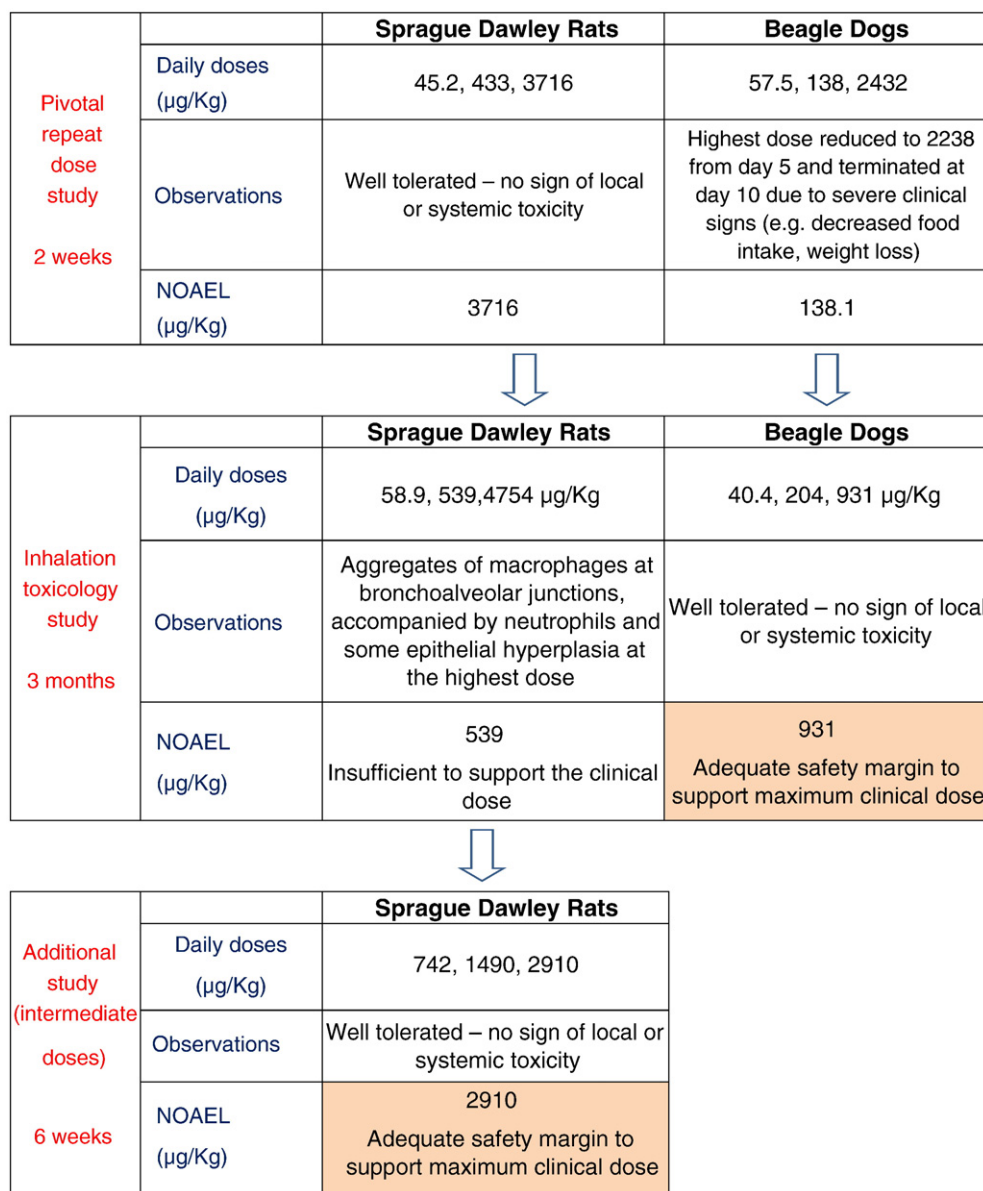 Sprague Dawley Rats
Beagle Dogs
Pivotal
repeat
dose
study
2 weeks
Daily doses
(µg/Kg)
45.2, 433, 3716
57.5, 138, 2432
Observations
Well tolerated – no sign of local
or systemic toxicity
Highest dose reduced to 2238
from day 5 and terminated at
day 10 due to severe clinical
signs (e.g. decreased food
intake, weight loss)
NOAEL
(µg/Kg)
3716
138.1
Sprague Dawley Rats
Beagle Dogs
Inhalation
toxicology
study
3 months
Daily doses
(µg/Kg)
58.9, 539,4754 µg/Kg
40.4, 204, 931 µg/Kg
Observations
Aggregates of macrophages at
bronchoalveolar junctions,
accompanied by neutrophils and
some epithelial hyperplasia at
the highest dose
Well tolerated – no sign of local
or systemic toxicity
NOAEL
(µg/Kg)
539
Insufficient to support the clinical
dose
931
Adequate safety margin to
support maximum clinical dose
Sprague Dawley Rats
Additional
study
(intermediate
doses)
6 weeks
Daily doses
(µg/Kg)
742, 1490, 2910
Observations
Well tolerated – no sign of local or
systemic toxicity
NOAEL
(µg/Kg)
2910
Adequate safety margin to
support maximum clinical dose